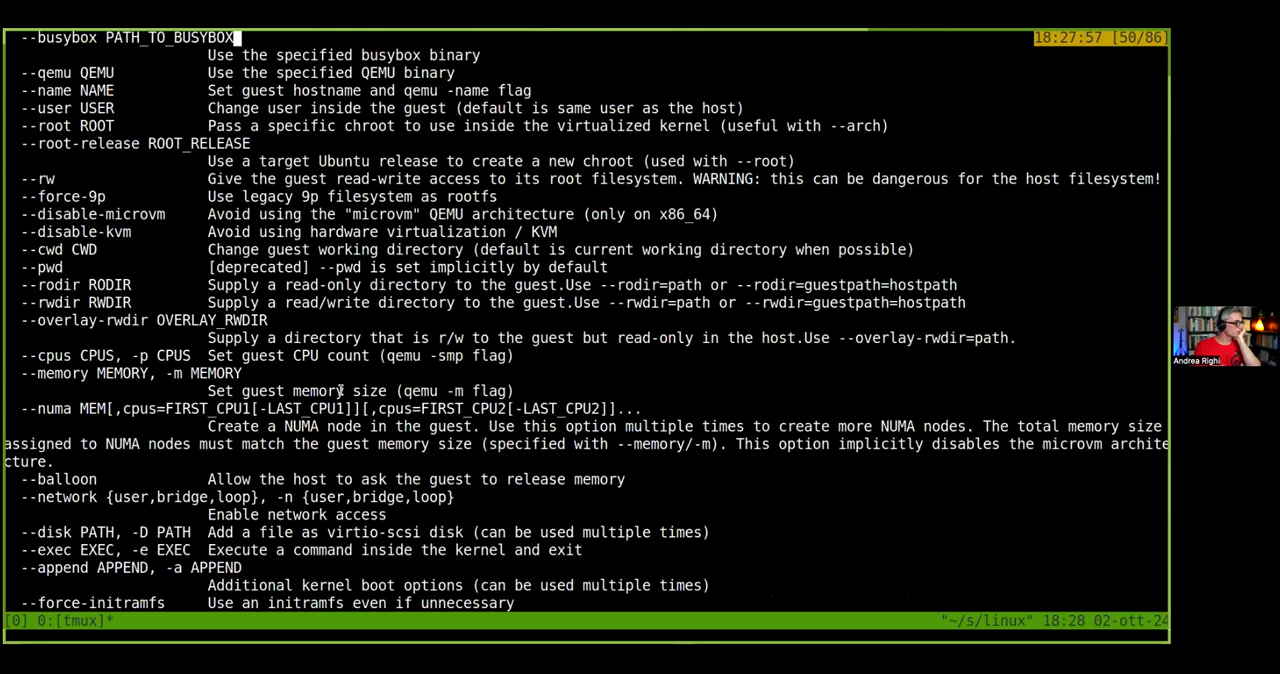 --busybox PATH_TO_BUSYBOX
18:27:57 [50/86]
Use the specified busybox binary
--qemu QEMU Use the specified QEMU binary
--name NAME Set guest hostname and qemu -name flag
--user USER Change user inside the guest (default is same user as the host)
--root ROOT Pass a specific chroot to use inside the virtualized kernel (useful with --arch)
--root-release ROOT_RELEASE
Use a target Ubuntu release to create a new chroot (used with --root)
--rw Give the guest read-write access to its root filesystem. WARNING: this can be dangerous for the host filesystem!
--force-9p Use legacy 9p filesystem as rootfs
--disable-microvm Avoid using the "microvm" QEMU architecture (only on x86_64)
--disable-kvm Avoid using hardware virtualization / KVM
--cwd CWD Change guest working directory (default is current working directory when possible)
--pwd [deprecated] --pwd is set implicitly by default
--rodir RODIR Supply a read-only directory to the guest.Use --rodir=path or --rodir=guestpath=hostpath
--rwdir RWDIR Supply a read/write directory to the guest.Use --rwdir=path or --rwdir=guestpath=hostpath
--overlay-rwdir OVERLAY_RWDIR
Supply a directory that is r/w to the guest but read-only in the host.Use --overlay-rwdir=path.
--cpus CPUS, -p CPUS Set guest CPU count (qemu -smp flag)
--memory MEMORY, -m MEMORY
Set guest memory size (qemu -m flag)
--numa MEM[,cpus=FIRST_CPU1[-LAST_CPU1]][,cpus=FIRST_CPU2[-LAST_CPU2]]...
Create a NUMA node in the guest. Use this option multiple times to create more NUMA nodes. The total memory size
assigned to NUMA nodes must match the guest memory size (specified with --memory/-m). This option implicitly disables the microvm archite
cture.
--balloon Allow the host to ask the guest to release memory
--network {user,bridge,loop}, -n {user,bridge,loop}
Enable network access
--disk PATH, -D PATH Add a file as virtio-scsi disk (can be used multiple times)
--exec EXEC, -e EXEC Execute a command inside the kernel and exit
--append APPEND, -a APPEND
Additional kernel boot options (can be used multiple times)
--force-initramfs Use an initramfs even if unnecessary
[0] 0:[tmux]* "~/s/linux" 18:28 02-ott-24
Andrea Righi